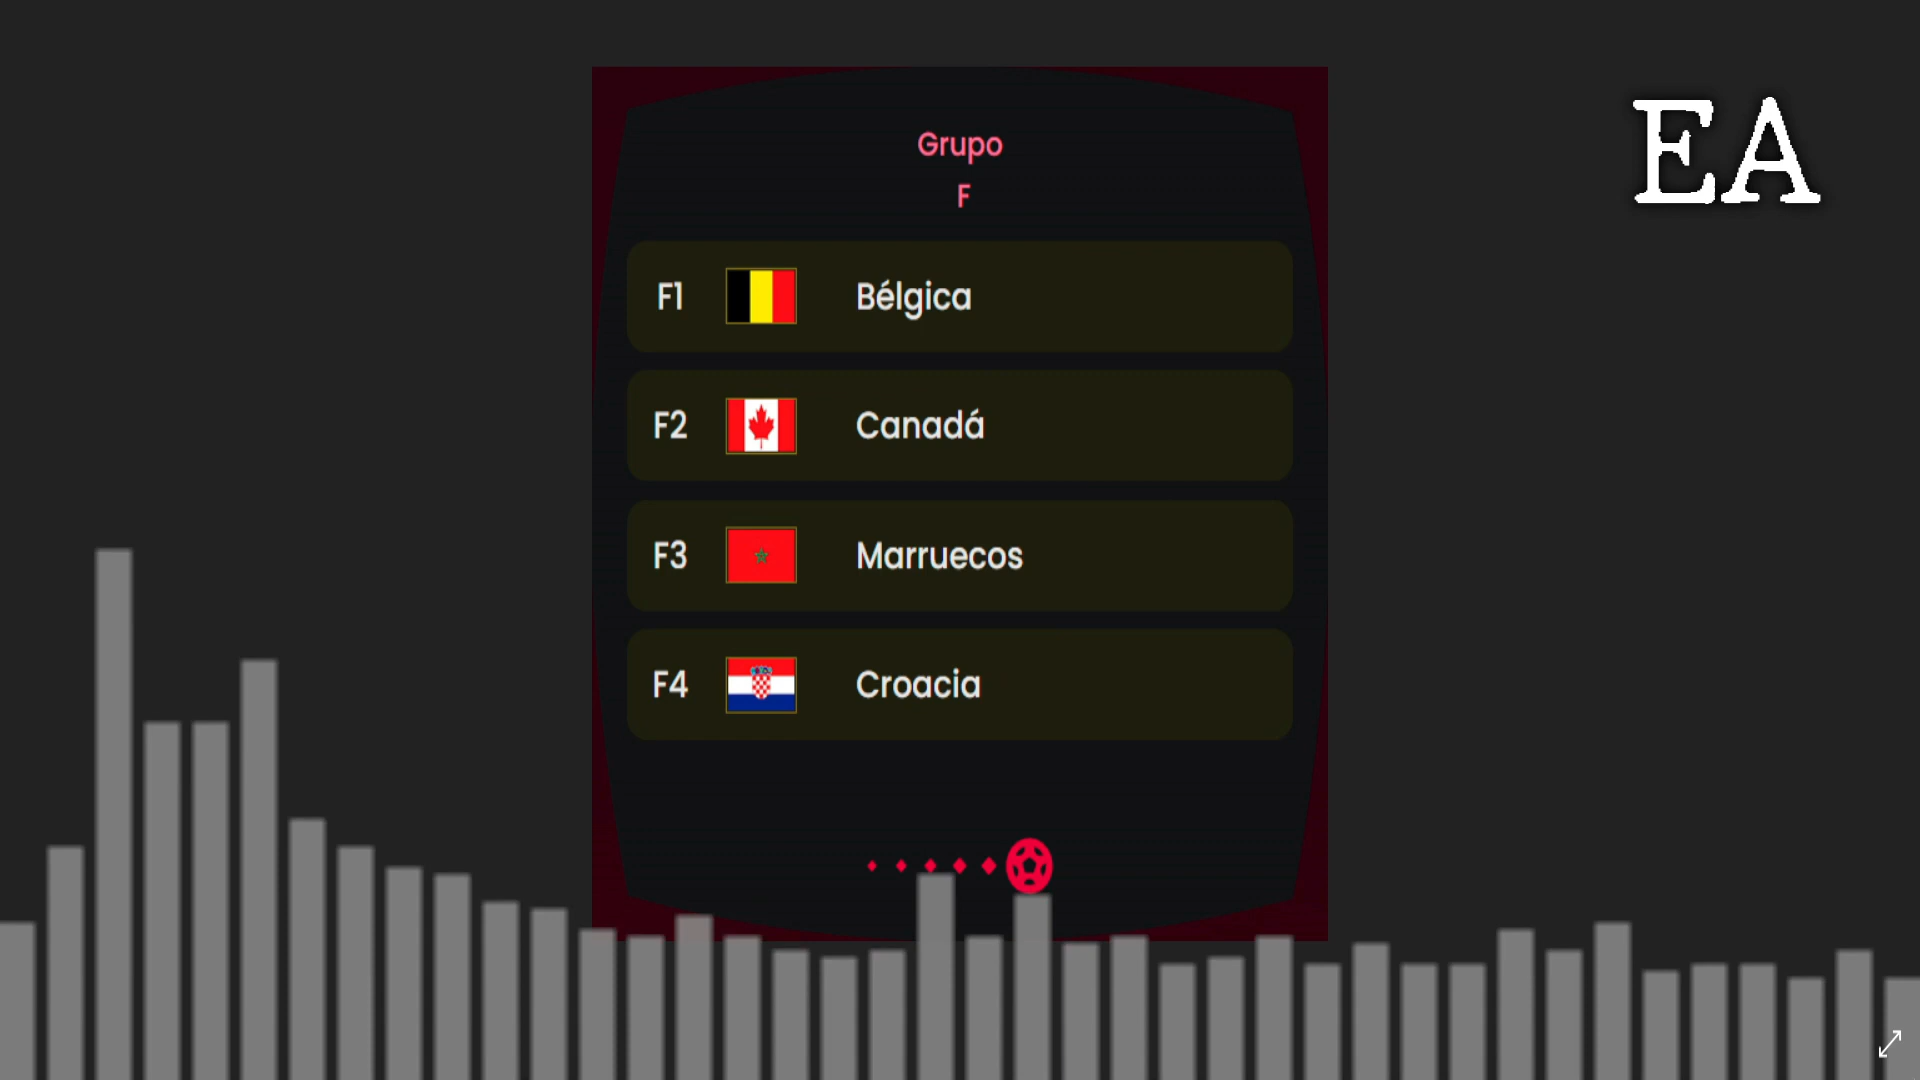 EA
Grupo
F
F1 Bélgica
F2 Canadá
F3 Marruecos
F4 Croacia